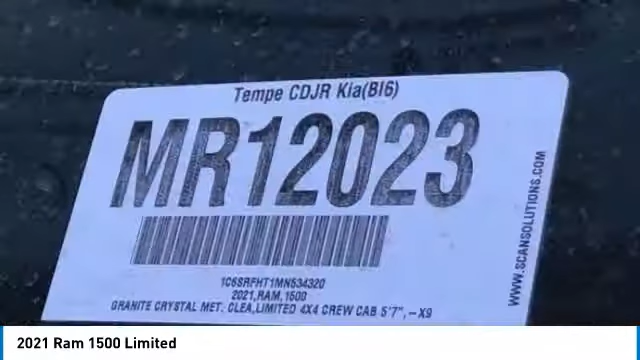 Tempe CDJR Kia(BI6)
MR12023
1C6SRFHT1MN534320
2021,RAM,1500
GRANITE CRYSTAL MET. CLEA,LIMITED 4X4 CREW CAB 5'7",-X9
WWW.SCANSOLUTIONS.COM
2021 Ram 1500 Limited